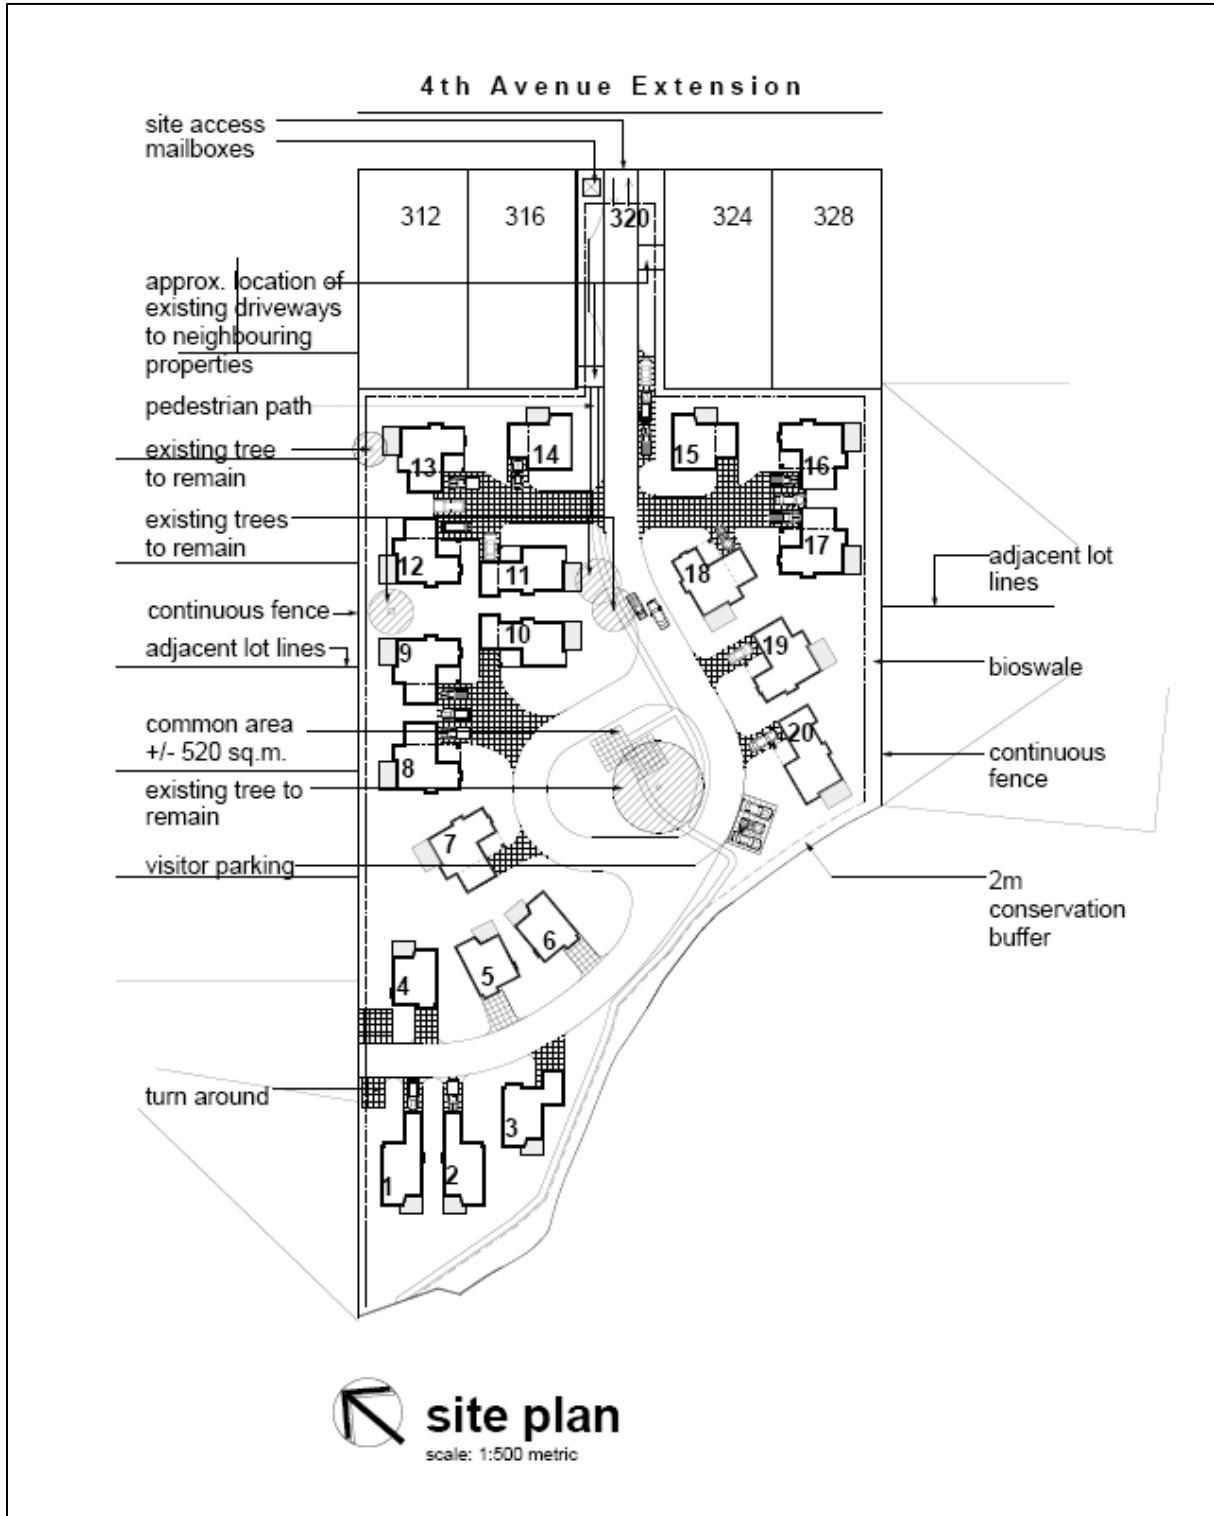 4th Avenue Extension
site access
mailboxes
312
316
320
324
328
approx. location of
existing driveways
to neighbouring
properties
pedestrian path
existing tree
to remain
existing trees
to remain
continuous fence
adjacent lot lines
common area
+/- 520 sq.m.
existing tree to
remain
visitor parking
turn around
13
14
15
16
12
11
17
18
10
9
19
20
8
7
6
5
4
3
1
2
adjacent lot
lines
bioswale
continuous
fence
2m
conservation
buffer
site plan
scale: 1:500 metric